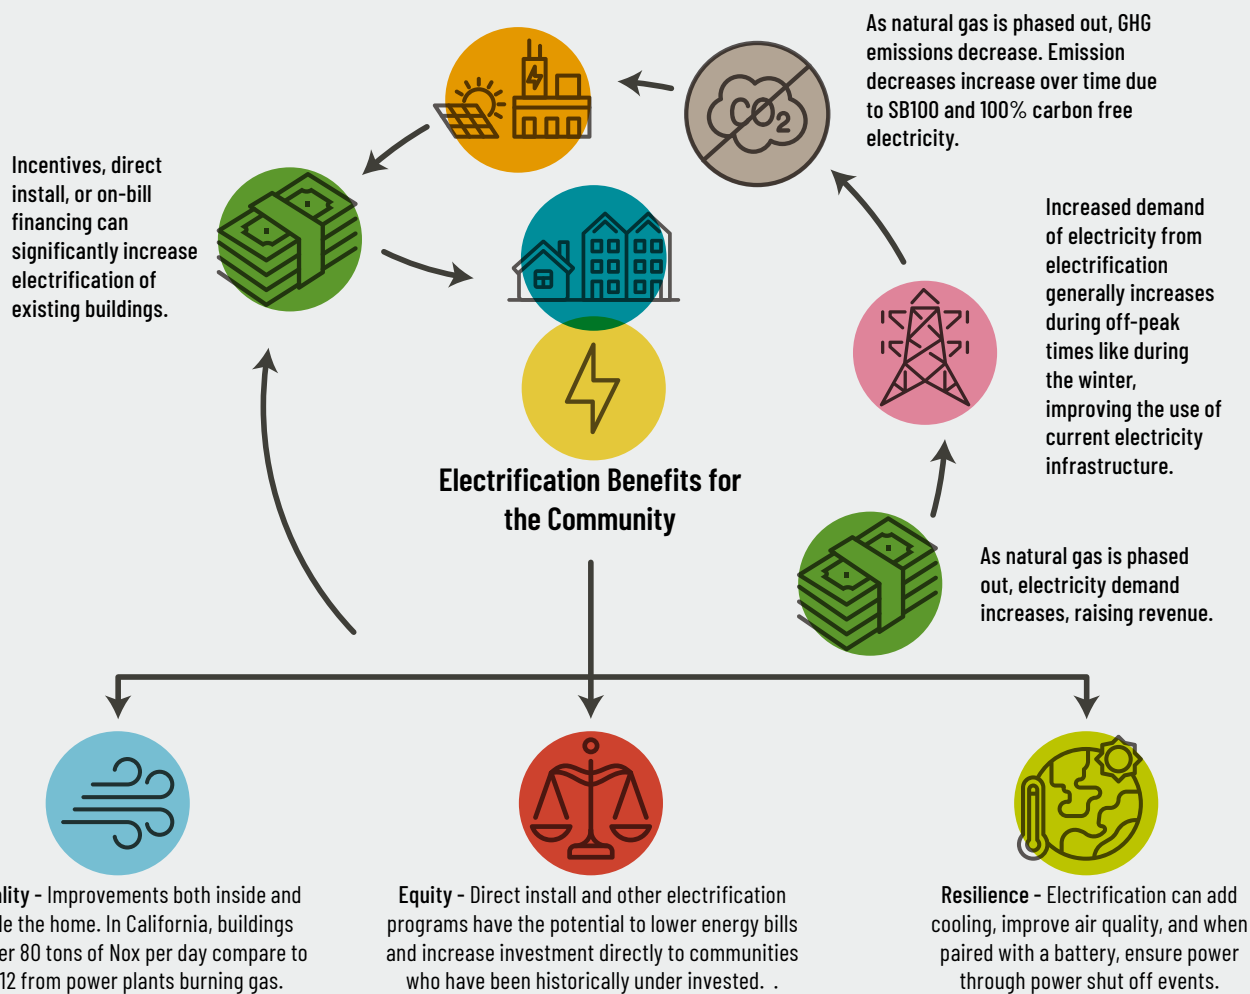 As natural gas is phased out, GHG
emissions decrease. Emission
decreases increase over time due
to SB100 and 100% carbon free
electricity.
CO2
Incentives, direct
install, or on-bill
financing can
significantly increase
electrification of
existing buildings.
Increased demand
of electricity from
electrification
generally increases
during off-peak
times like during
the winter,
improving the use of
current electricity
infrastructure.
Electrification Benefits for
the Community
As natural gas is phased
out, electricity demand
increases, raising revenue.
- Improvements both inside and
the home. In California, buildings
80 tons of Nox per day compare to
12 from power plants burning gas.
Equity - Direct install and other electrification
programs have the potential to lower energy bills
and increase investment directly to communities
who have been historically under invested. .
Resilience - Electrification can add
cooling, improve air quality, and when
paired with a battery, ensure power
through power shut off events.